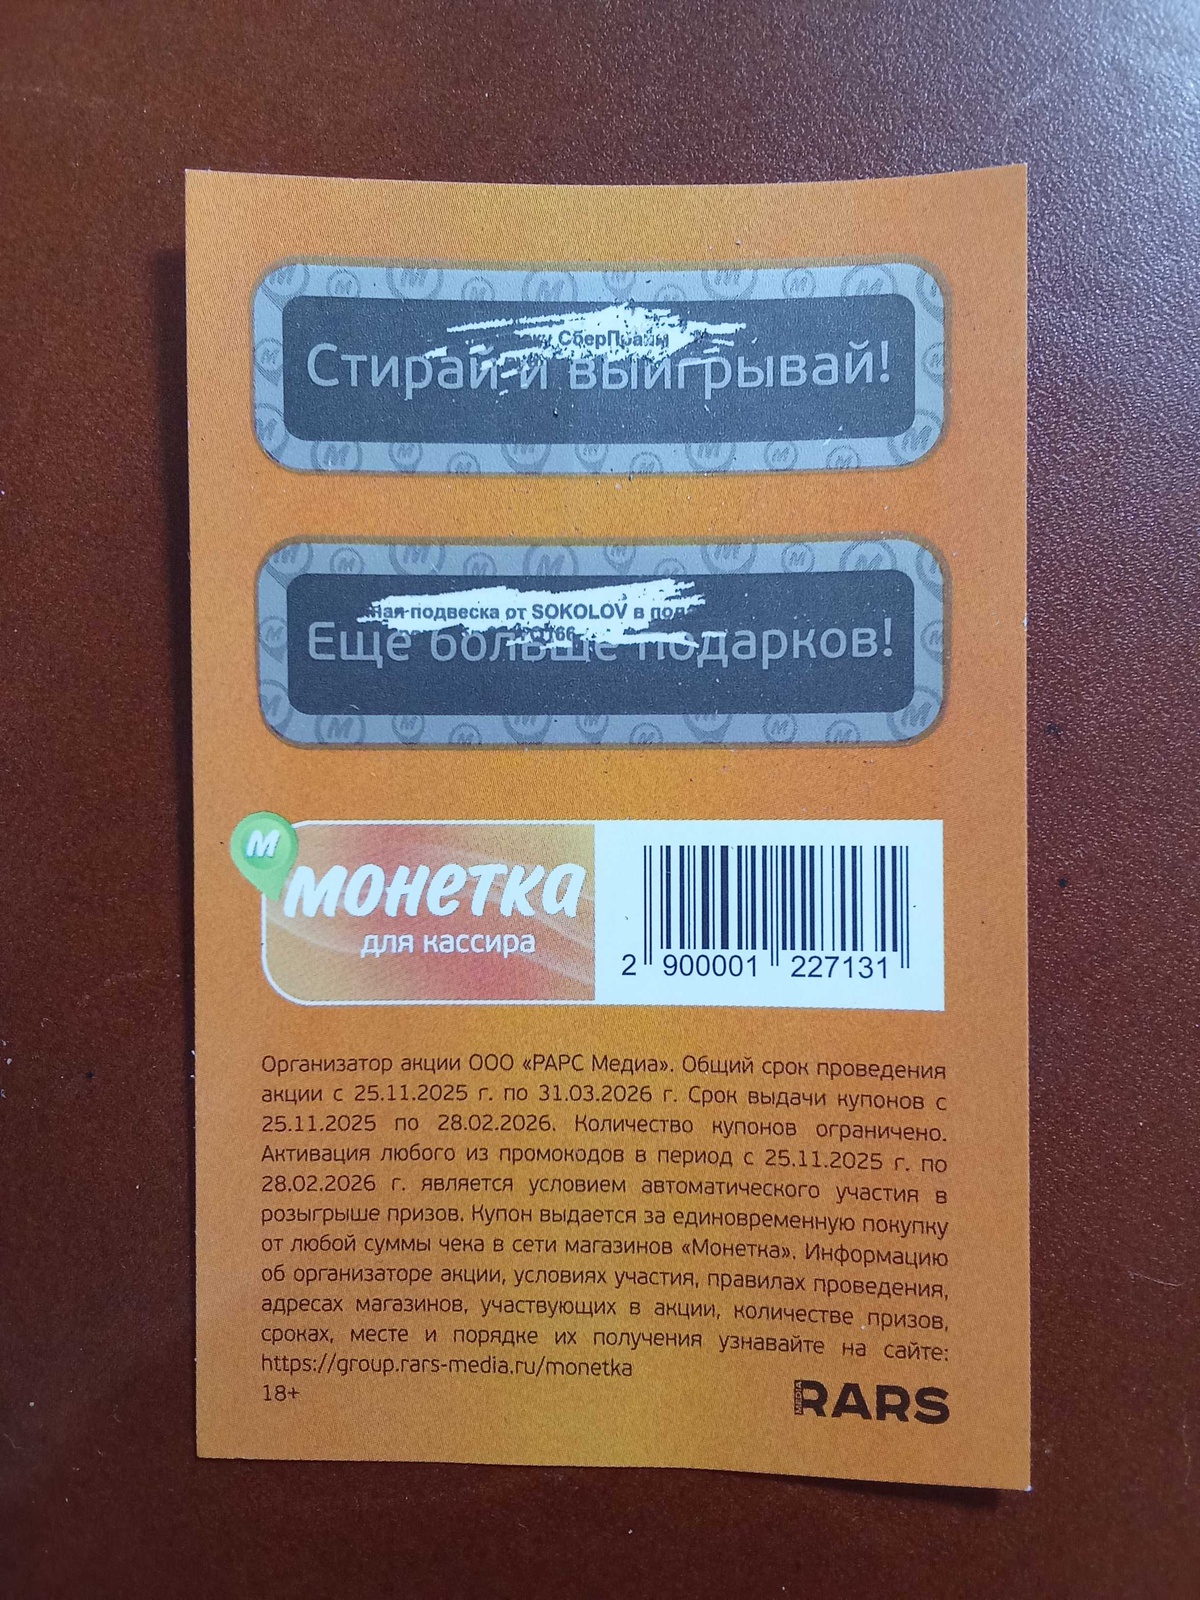 СберПрайм
Стирай и выигрывай!
подвеска от SOKOLOV в
Еще больше подарков!
М
монетка
для кассира
2 900001 227131
Организатор акции ООО «РАРС Медиа». Общий срок проведения
акции с 25.11.2025 г. по 31.03.2026 г. Срок выдачи купонов с
25.11.2025 по 28.02.2026. Количество купонов ограничено.
Активация любого из промокодов в период с 25.11.2025 г. по
28.02.2026 г. является условием автоматического участия в
розыгрыше призов. Купон выдается за единовременную покупку
от любой суммы чека в сети магазинов «Монетка». Информацию
об организаторе акции, условиях участия, правилах проведения,
адресах магазинов, участвующих в акции, количестве призов,
сроках, месте и порядке их получения узнавайте на сайте:
https://group.rars-media.ru/monetka
18+
MEDIA RARS